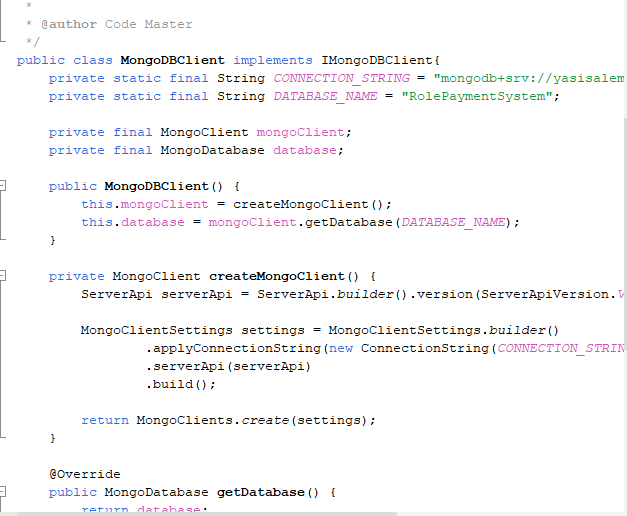 *
* @author Code Master
*/
public class MongoDBClient implements IMongoDBClient{
private static final String CONNECTION_STRING = "mongodb+srv://yasisalem
private static final String DATABASE_NAME = "RolePaymentSystem";
private final MongoClient mongoClient;
private final MongoDatabase database;
public MongoDBClient() {
this.mongoClient = createMongoClient();
this.database = mongoClient.getDatabase(DATABASE_NAME);
}
private MongoClient createMongoClient() {
ServerApi serverApi = ServerApi.builder().version(ServerApiVersion.V
MongoClientSettings settings = MongoClientSettings.builder()
.applyConnectionString(new ConnectionString(CONNECTION_STRIN
.serverApi(serverApi)
.build();
return MongoClients.create(settings);
}
@Override
public MongoDatabase getDatabase() {
return database;